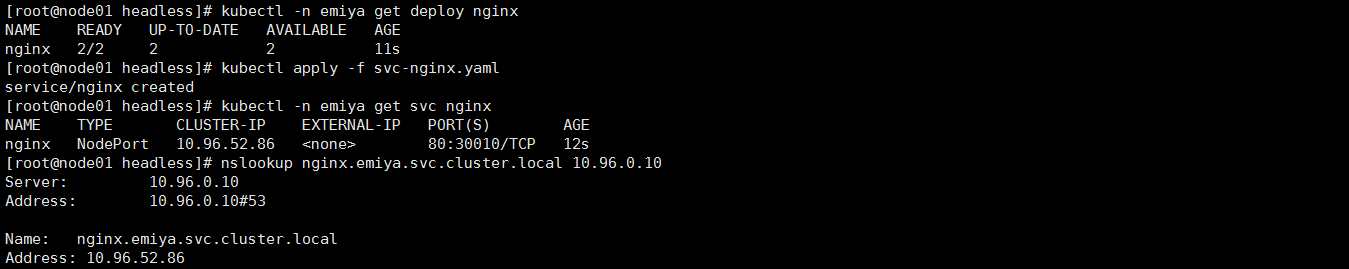 [root@node01 headless]# kubectl -n emiya get deploy nginx
NAME    READY   UP-TO-DATE   AVAILABLE   AGE
nginx   2/2     2            2           11s
[root@node01 headless]# kubectl apply -f svc-nginx.yaml
service/nginx created
[root@node01 headless]# kubectl -n emiya get svc nginx
NAME    TYPE       CLUSTER-IP    EXTERNAL-IP   PORT(S)        AGE
nginx   NodePort   10.96.52.86   <none>        80:30010/TCP   12s
[root@node01 headless]# nslookup nginx.emiya.svc.cluster.local 10.96.0.10
Server:         10.96.0.10
Address:        10.96.0.10#53

Name:   nginx.emiya.svc.cluster.local
Address: 10.96.52.86